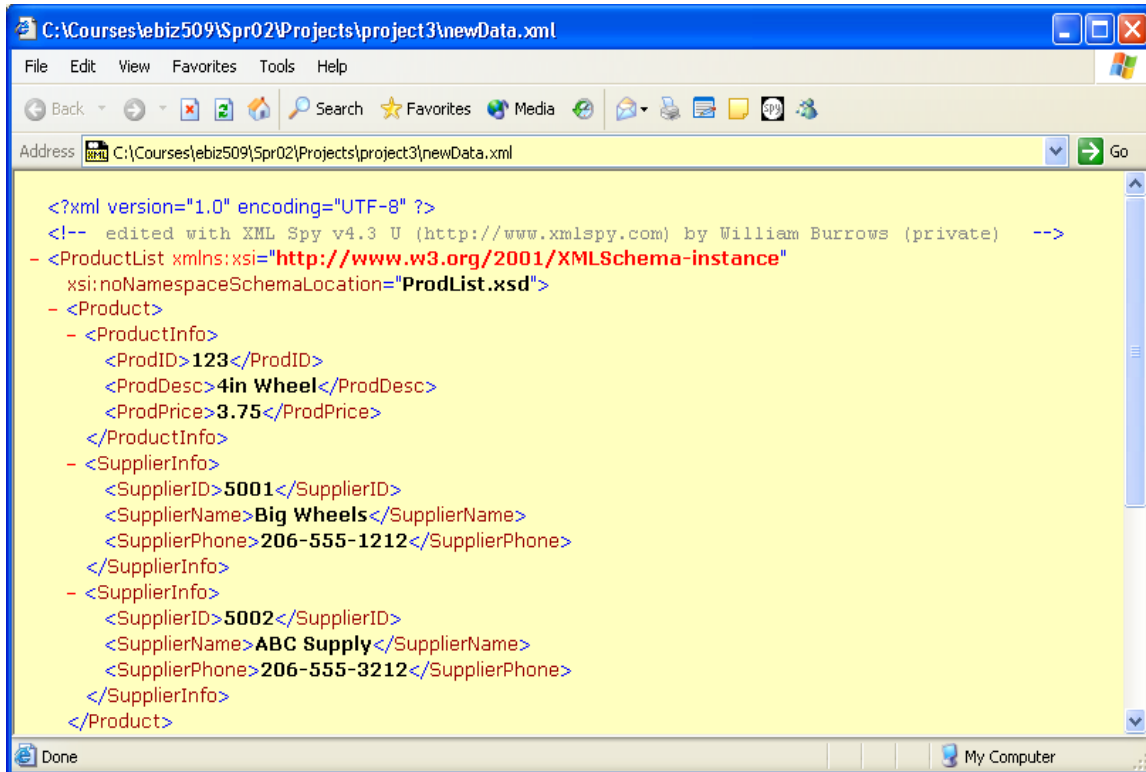 C:\Courses\ebiz509\Spr02\Projects\project3\newData.xml
File Edit View Favorites Tools Help
Back Search Favorites Media SPY
Address XML C:\Courses\ebiz509\Spr02\Projects\project3\newData.xml Go
<?xml version="1.0" encoding="UTF-8" ?>
<!-- edited with XML Spy v4.3 U (http://www.xmlspy.com) by William Burrows (private) -->
- <ProductList xmlns:xsi="http://www.w3.org/2001/XMLSchema-instance"
xsi:noNamespaceSchemaLocation="ProdList.xsd">
- <Product>
- <ProductInfo>
<ProdID>123</ProdID>
<ProdDesc>4in Wheel</ProdDesc>
<ProdPrice>3.75</ProdPrice>
</ProductInfo>
- <SupplierInfo>
<SupplierID>5001</SupplierID>
<SupplierName>Big Wheels</SupplierName>
<SupplierPhone>206-555-1212</SupplierPhone>
</SupplierInfo>
- <SupplierInfo>
<SupplierID>5002</SupplierID>
<SupplierName>ABC Supply</SupplierName>
<SupplierPhone>206-555-3212</SupplierPhone>
</SupplierInfo>
</Product>
Done My Computer